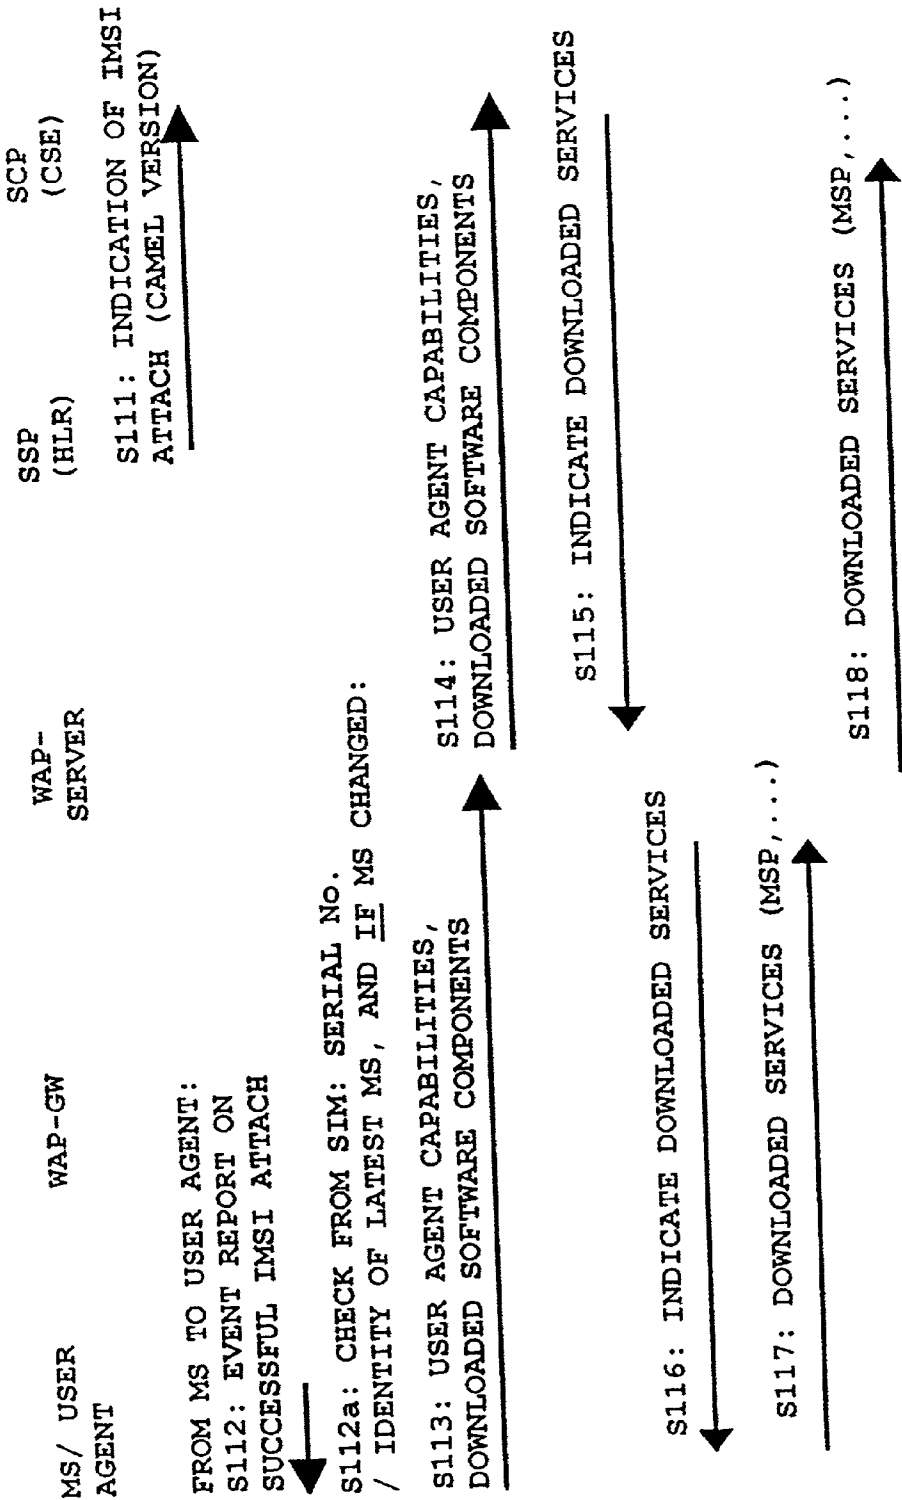 MS/ USER
AGENT
WAP-GW
WAP-
SERVER
SSP
(HLR)
SCP
(CSE)
S111: INDICATION OF IMSI
ATTACH (CAMEL VERSION)
FROM MS TO USER AGENT:
S112: EVENT REPORT ON
SUCCESSFUL IMSI ATTACH
S112a: CHECK FROM SIM: SERIAL No.
/ IDENTITY OF LATEST MS, AND IF MS CHANGED:
S113: USER AGENT CAPABILITIES,
DOWNLOADED SOFTWARE COMPONENTS
S114: USER AGENT CAPABILITIES,
DOWNLOADED SOFTWARE COMPONENTS
S115: INDICATE DOWNLOADED SERVICES
S116: INDICATE DOWNLOADED SERVICES
S117: DOWNLOADED SERVICES (MSP,...)
S118: DOWNLOADED SERVICES (MSP,...)